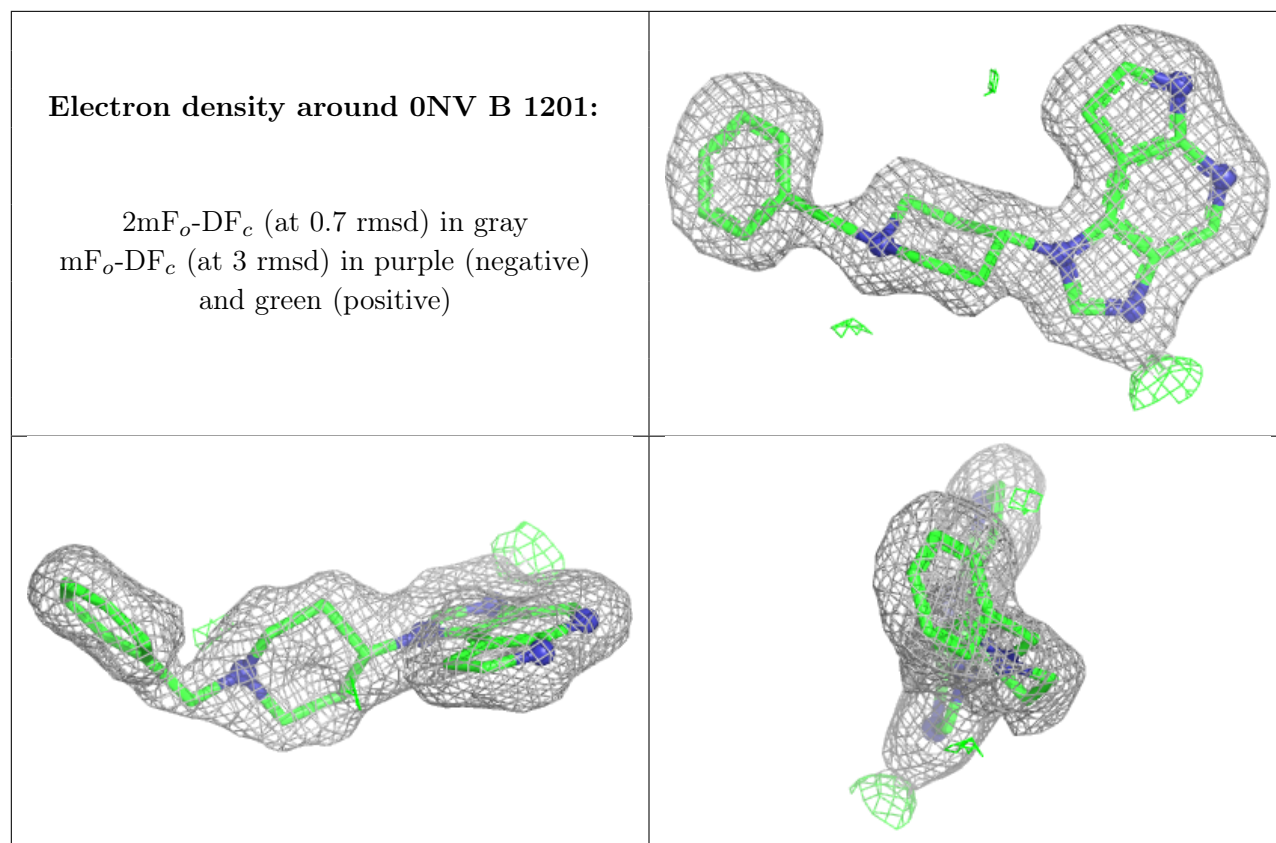 Electron density around 0NV B 1201:
2mFo-DFc (at 0.7 rmsd) in gray
mFo-DFc (at 3 rmsd) in purple (negative)
and green (positive)